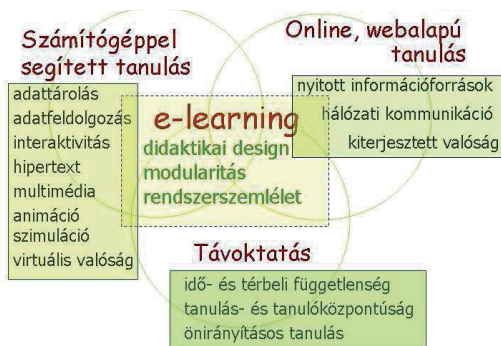 Számítógéppel
segített tanulás
adattárolás
adatfeldolgozás
interaktivitás
hipertext
multimédia
animáció
szimuláció
virtuális valóság
Online, webalapú
tanulás
nyitott információforrások
hálózati kommunikáció
kiterjesztett valóság
e-learning
didaktikai design
modularitás
rendszerszemlélet
Távoktatás
idő- és térbeli függetlenség
tanulás- és tanulóközpontúság
önirányításos tanulás